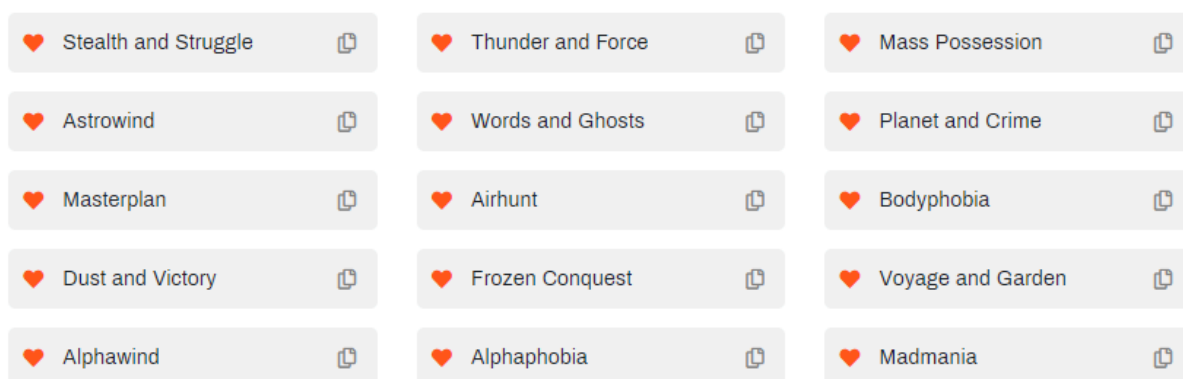 Stealth and Struggle
Thunder and Force
Mass Possession
Astrowind
Words and Ghosts
Planet and Crime
Masterplan
Airhunt
Bodyphobia
Dust and Victory
Frozen Conquest
Voyage and Garden
Alphawind
Alphaphobia
Madmania